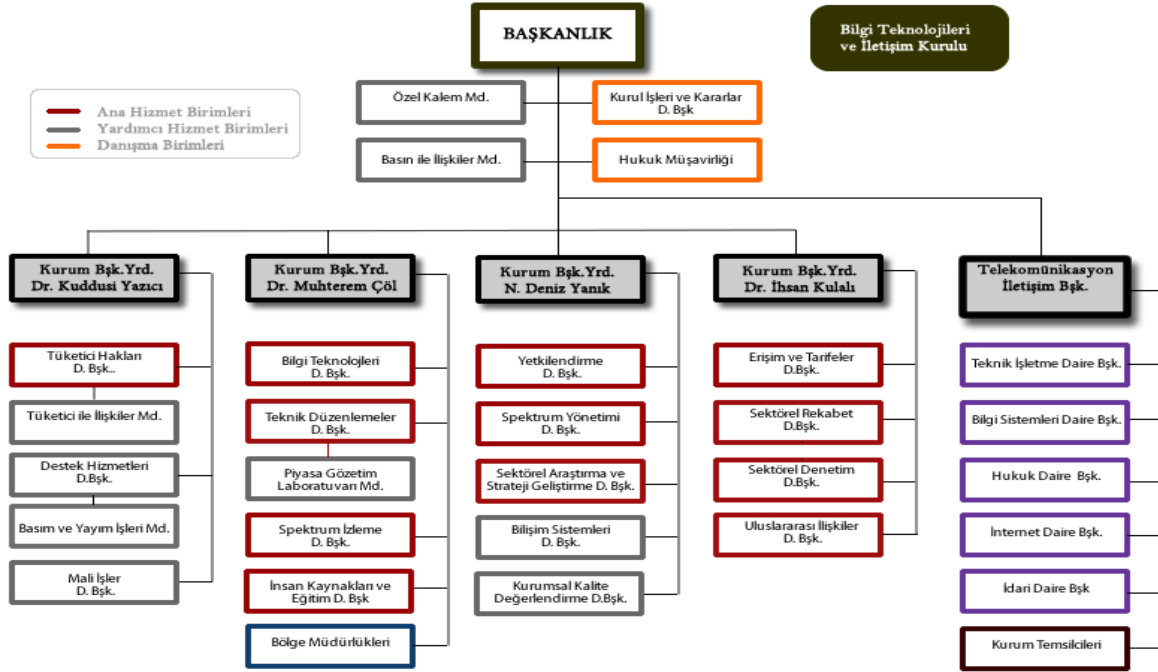 BAŞKANLIK
Bilgi Teknolojileri
ve İletişim Kurulu
Ana Hizmet Birimleri
Yardımcı Hizmet Birimleri
Danışma Birimleri
Özel Kalem Md.
Kurul İşleri ve Kararlar
D. Bşk
Basın ile İlişkiler Md.
Hukuk Müşavirliği
Kurum Bşk.Yrd.
Dr. Kuddusi Yazıcı
Kurum Bşk.Yrd.
Dr. Muhterem Çöl
Kurum Bşk.Yrd.
N. Deniz Yanık
Kurum Bşk.Yrd.
Dr. İhsan Kulalı
Telekomünikasyon
İletişim Bşk.
Tüketici Hakları
D. Bşk..
Tüketici ile İlişkiler Md.
Destek Hizmetleri
D.Bşk.
Basım ve Yayım İşleri Md.
Mali İşler
D. Bşk.
Bilgi Teknolojleri
D. Bşk.
Teknik Düzenlemeler
D. Bşk.
Piyasa Gözetim
Laboratuvarı Md.
Spektrum İzleme
D. Bşk.
İnsan Kaynakları ve
Eğitim D. Bşk
Bölge Müdürlükleri
Yetkilendirme
D. Bşk.
Spektrum Yönetimi
D. Bşk.
Sektörel Araştırma ve
Strateji Geliştirme D. Bşk.
Bilişim Sistemleri
D. Bşk.
Kurumsal Kalite
Değerlendirme D.Bşk.
Erişim ve Tarifeler
D.Bşk.
Sektörel Rekabet
D.Bşk.
Sektörel Denetim
D.Bşk.
Uluslararası İlişkiler
D. Bşk.
Teknik İşletme Daire Bşk.
Bilgi Sistemleri Daire Bşk.
Hukuk Daire Bşk.
İnternet Daire Bşk.
İdari Daire Bşk
Kurum Temsilcileri